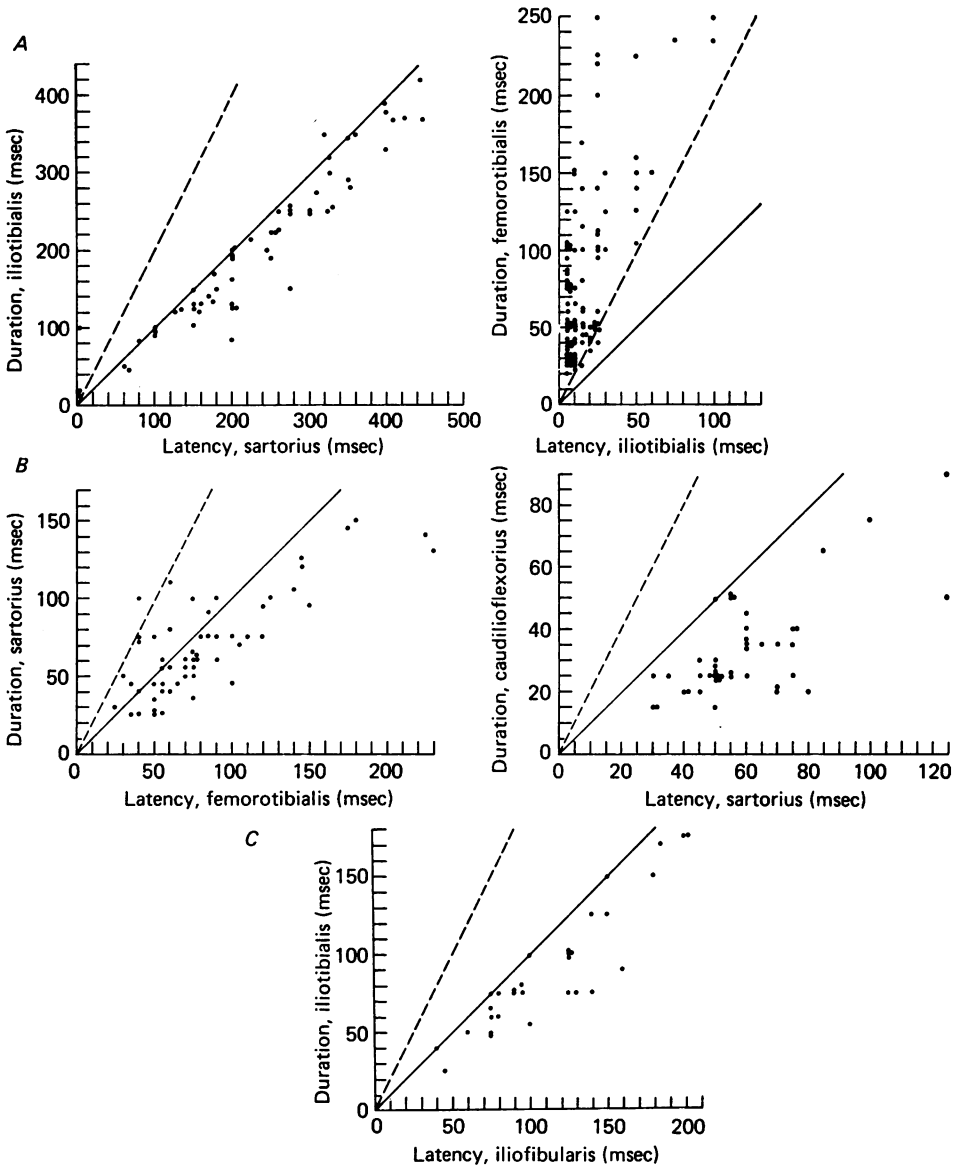 A
Duration, iliotibialis (msec)
400
300
200
100
0
0 100 200 300 400 500
Latency, sartorius (msec)
Duration, femorotibialis (msec)
250
200
150
100
50
0
0 50 100
Latency, iliotibialis (msec)
B
Duration, sartorius (msec)
150
100
50
0
0 50 100 150 200
Latency, femorotibialis (msec)
Duration, caudilioflexorius (msec)
80
60
40
20
0
0 20 40 60 80 100 120
Latency, sartorius (msec)
C
Duration, iliotibialis (msec)
150
100
50
0
0 50 100 150 200
Latency, iliofibularis (msec)